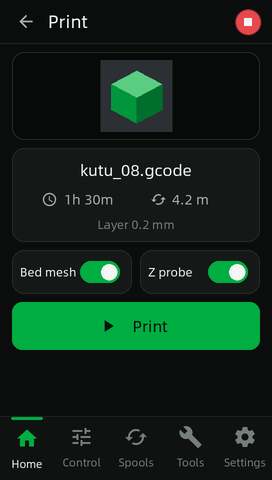 Print
kutu_08.gcode
1h 30m 4.2 m
Layer 0.2 mm
Bed mesh Z probe
Print
Home Control Spools Tools Settings